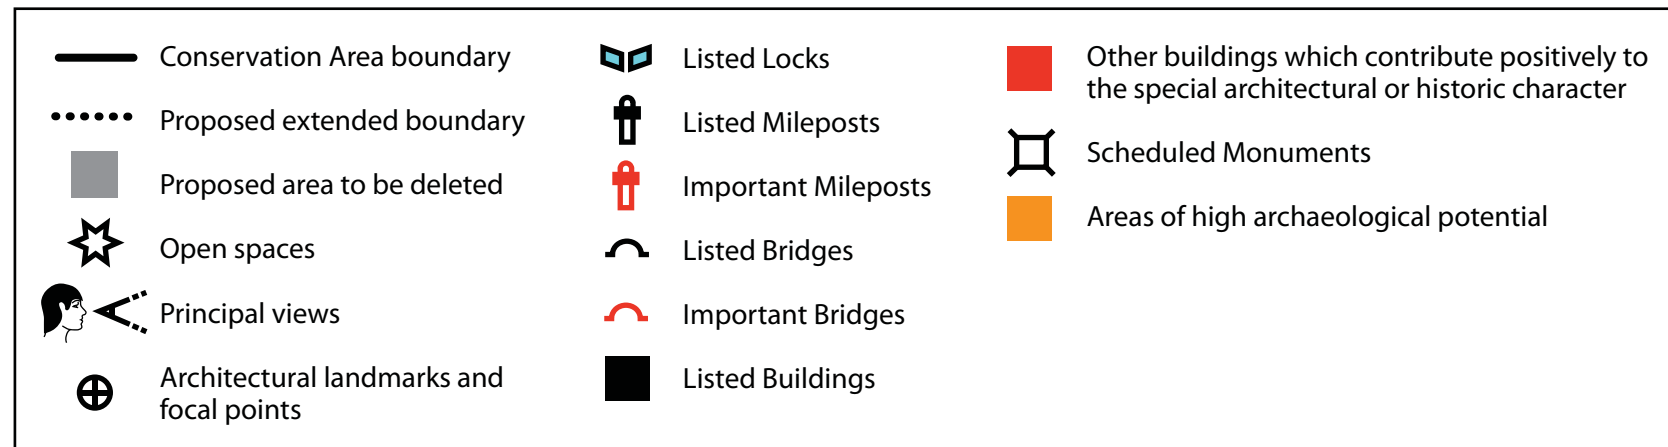 Conservation Area boundary
Proposed extended boundary
Proposed area to be deleted
Open spaces
Principal views
Architectural landmarks and
focal points
Listed Locks
Listed Mileposts
Important Mileposts
Listed Bridges
Important Bridges
Listed Buildings
Other buildings which contribute positively to
the special architectural or historic character
Scheduled Monuments
Areas of high archaeological potential